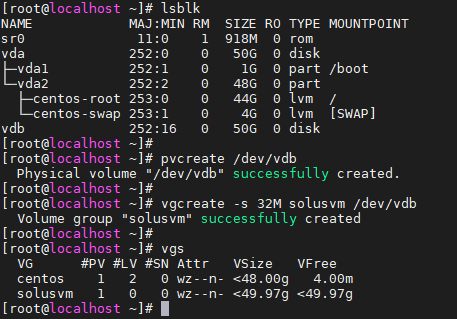 [root@localhost ~]# lsblk
NAME            MAJ:MIN RM  SIZE RO TYPE MOUNTPOINT
sr0              11:0    1  918M  0 rom
vda             252:0    0   50G  0 disk
├─vda1          252:1    0    1G  0 part /boot
└─vda2          252:2    0   48G  0 part
  ├─centos-root 253:0    0   44G  0 lvm  /
  └─centos-swap 253:1    0    4G  0 lvm  [SWAP]
vdb             252:16   0   50G  0 disk
[root@localhost ~]#
[root@localhost ~]# pvcreate /dev/vdb
  Physical volume "/dev/vdb" successfully created.
[root@localhost ~]#
[root@localhost ~]# vgcreate -s 32M solusvm /dev/vdb
  Volume group "solusvm" successfully created
[root@localhost ~]#
[root@localhost ~]# vgs
  VG      #PV #LV #SN Attr   VSize   VFree
  centos    1   2   0 wz--n- <48.00g   4.00m
  solusvm   1   0   0 wz--n- <49.97g <49.97g
[root@localhost ~]#